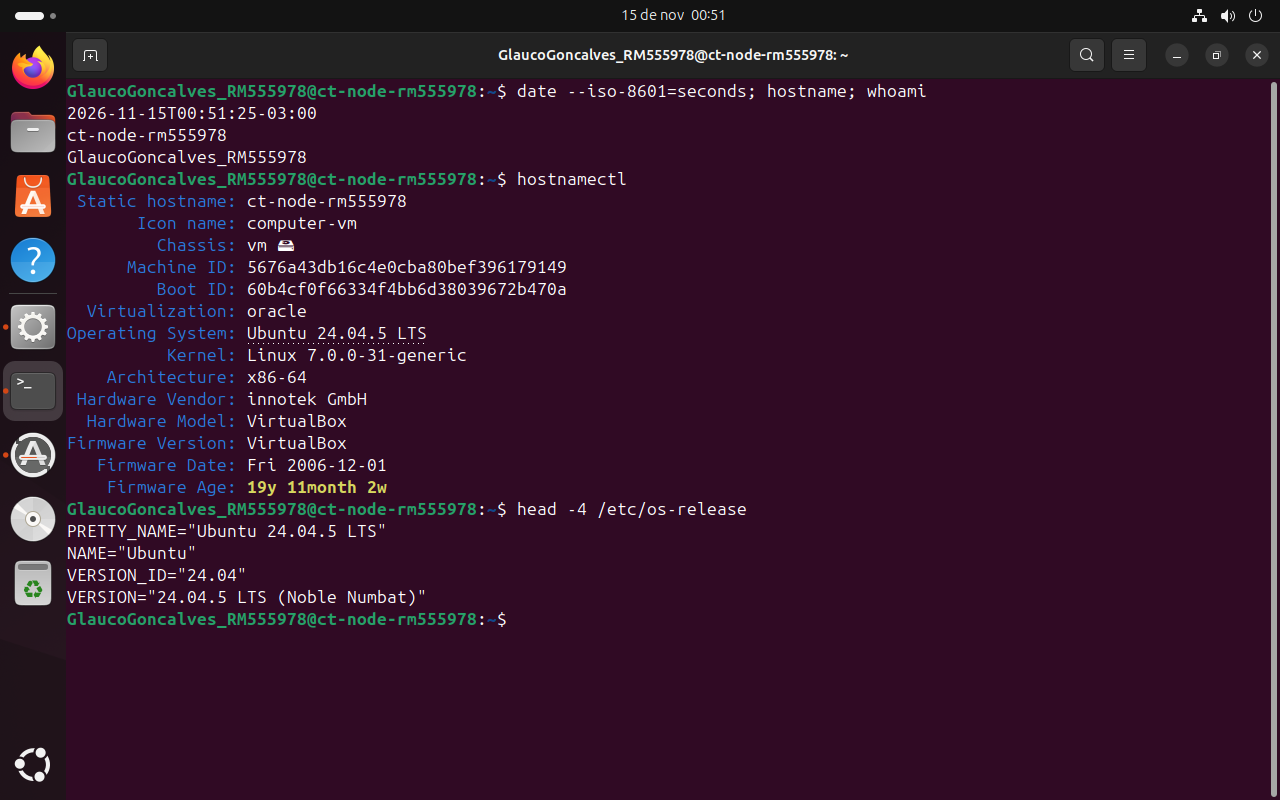 15 de nov 00:51
GlaucoGoncalves_RM555978@ct-node-rm555978: ~
GlaucoGoncalves_RM555978@ct-node-rm555978:~$ date --iso-8601=seconds; hostname; whoami
2026-11-15T00:51:25-03:00
ct-node-rm555978
GlaucoGoncalves_RM555978
GlaucoGoncalves_RM555978@ct-node-rm555978:~$ hostnamectl
Static hostname: ct-node-rm555978
Icon name: computer-vm
Chassis: vm 🖴
Machine ID: 5676a43db16c4e0cba80bef396179149
Boot ID: 60b4cf0f66334f4bb6d38039672b470a
Virtualization: oracle
Operating System: Ubuntu 24.04.5 LTS
Kernel: Linux 7.0.0-31-generic
Architecture: x86-64
Hardware Vendor: innotek GmbH
Hardware Model: VirtualBox
Firmware Version: VirtualBox
Firmware Date: Fri 2006-12-01
Firmware Age: 19y 11month 2w
GlaucoGoncalves_RM555978@ct-node-rm555978:~$ head -4 /etc/os-release
PRETTY_NAME="Ubuntu 24.04.5 LTS"
NAME="Ubuntu"
VERSION_ID="24.04"
VERSION="24.04.5 LTS (Noble Numbat)"
GlaucoGoncalves_RM555978@ct-node-rm555978:~$